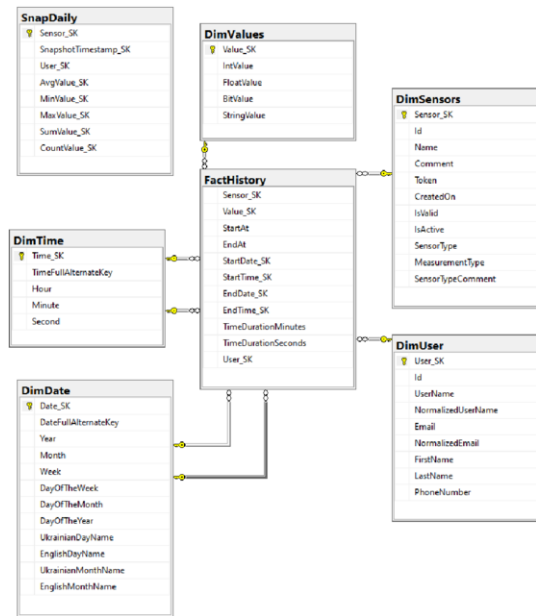 SnapDaily
Sensor_SK
SnapshotTimestamp_SK
User_SK
AvgValue_SK
MinValue_SK
MaxValue_SK
SumValue_SK
CountValue_SK
DimValues
Value_SK
IntValue
FloatValue
BitValue
StringValue
DimSensors
Sensor_SK
Id
Name
Comment
Token
CreatedOn
IsValid
IsActive
SensorType
MeasurementType
SensorTypeComment
FactHistory
Sensor_SK
Value_SK
StartAt
EndAt
StartDate_SK
StartTime_SK
EndDate_SK
EndTime_SK
TimeDurationMinutes
TimeDurationSeconds
User_SK
DimTime
Time_SK
TimeFullAlternateKey
Hour
Minute
Second
DimUser
User_SK
Id
UserName
NormalizedUserName
Email
NormalizedEmail
FirstName
LastName
PhoneNumber
DimDate
Date_SK
DateFullAlternateKey
Year
Month
Week
DayOfTheWeek
DayOfTheMonth
DayOfTheYear
UkrainianDayName
EnglishDayName
UkrainianMonthName
EnglishMonthName